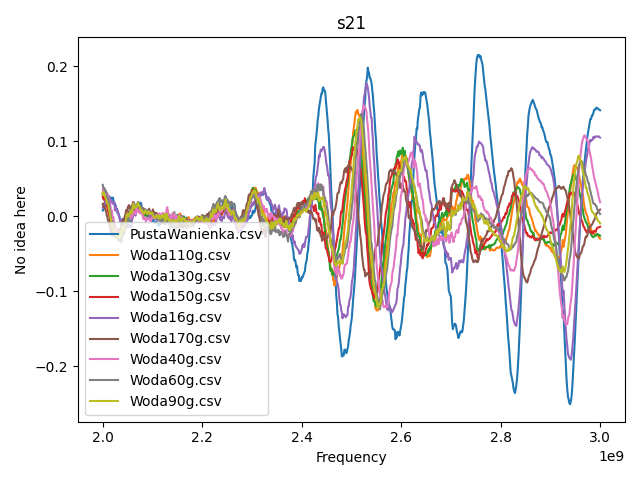 s21
0.2
0.1
0.0
−0.1
−0.2
No idea here
PustaWanienka.csv
Woda110g.csv
Woda130g.csv
Woda150g.csv
Woda16g.csv
Woda170g.csv
Woda40g.csv
Woda60g.csv
Woda90g.csv
2.0 2.2 2.4 2.6 2.8 3.0
Frequency
1e9